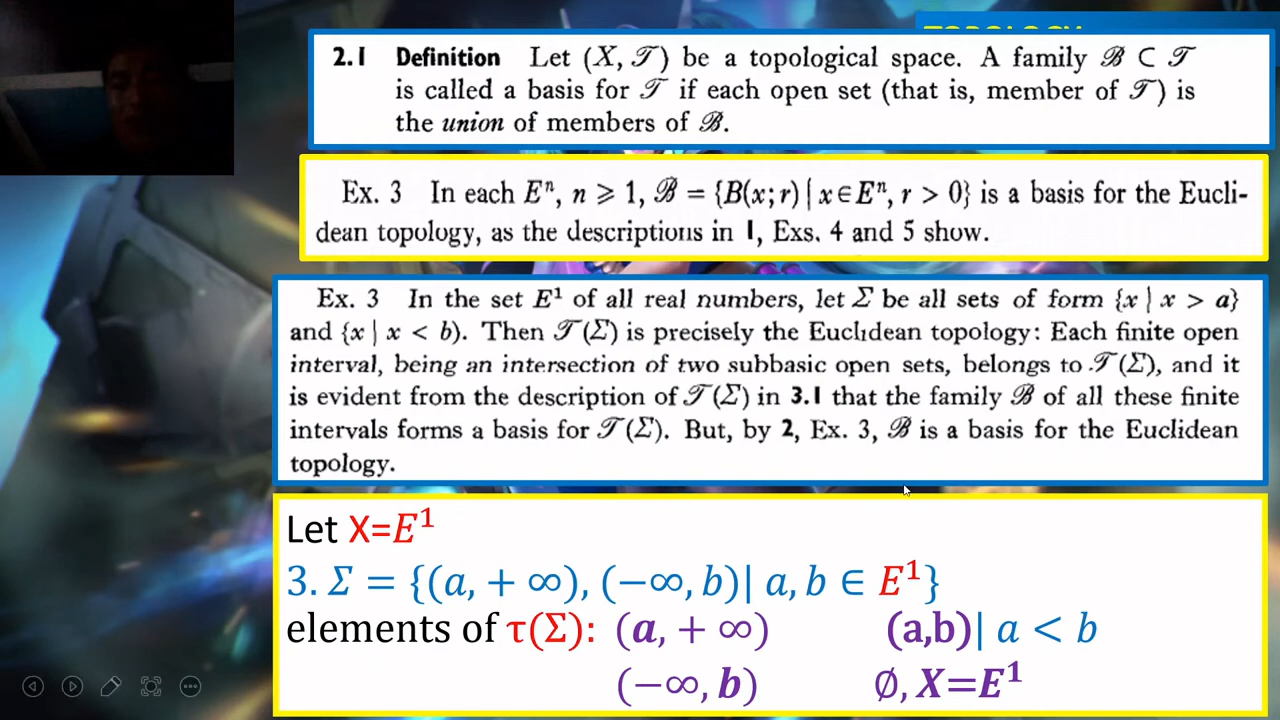 TOPOLOGY
2.1 Definition Let (X, 𝒯) be a topological space. A family ℬ ⊂ 𝒯
is called a basis for 𝒯 if each open set (that is, member of 𝒯) is
the union of members of ℬ.
Ex. 3 In each Eⁿ, n ⩾ 1, ℬ = {B(x; r) | x ∈ Eⁿ, r > 0} is a basis for the Eucli-
dean topology, as the descriptions in 1, Exs. 4 and 5 show.
Ex. 3 In the set E¹ of all real numbers, let Σ be all sets of form {x | x > a}
and {x | x < b). Then 𝒯(Σ) is precisely the Euclidean topology: Each finite open
interval, being an intersection of two subbasic open sets, belongs to 𝒯(Σ), and it
is evident from the description of 𝒯(Σ) in 3.1 that the family ℬ of all these finite
intervals forms a basis for 𝒯(Σ). But, by 2, Ex. 3, ℬ is a basis for the Euclidean
topology.
Let X=E¹
3. Σ = {(a, + ∞), (−∞, b)| a, b ∈ E¹}
elements of τ(Σ): (a, + ∞) (a,b)| a < b
(−∞, b) ∅, X=E¹